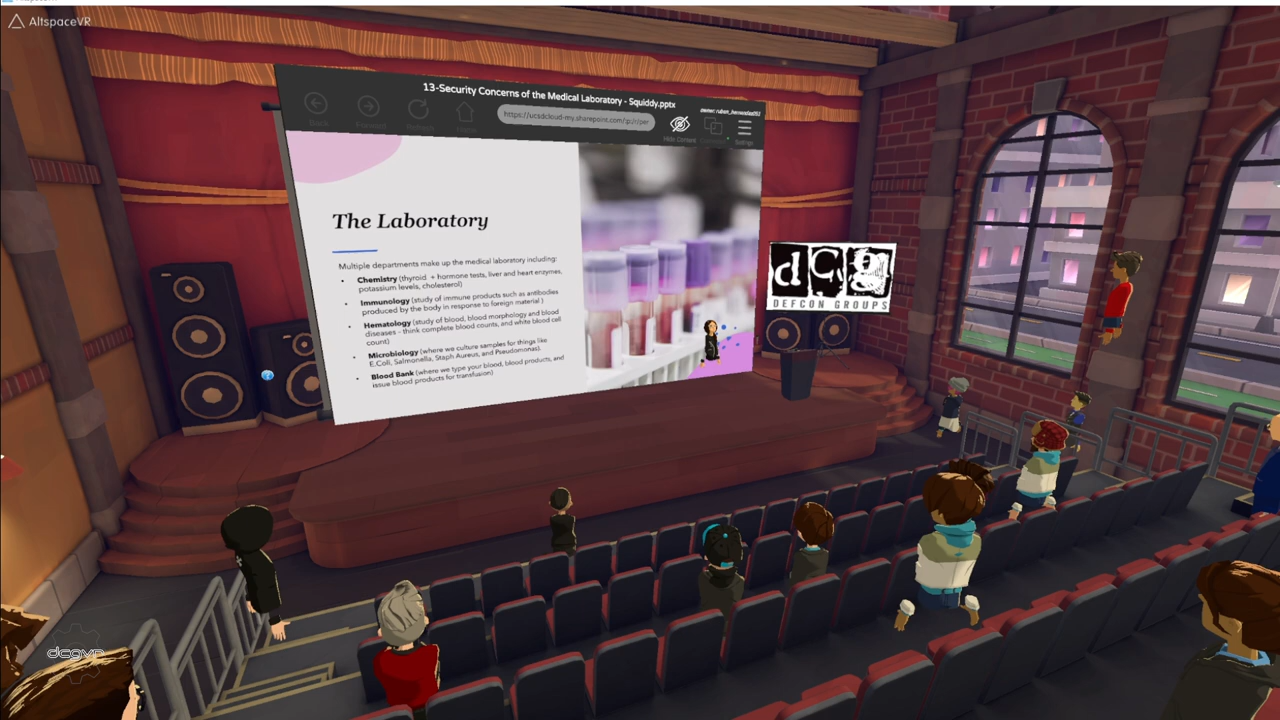 AltspaceVR
13-Security Concerns of the Medical Laboratory - Squiddy.pptx
https://ucsdcloud-my.sharepoint.com/:p:/r/per
Hide Content
Settings
The Laboratory
Multiple departments make up the medical laboratory including:
• Chemistry (thyroid + hormone tests, liver and heart enzymes,
potassium levels, cholesterol)
• Immunology (study of immune products such as antibodies
produced by the body in response to foreign material )
• Hematology (study of blood, blood morphology and blood
diseases - think complete blood counts, and white blood cell
count)
• Microbiology (where we culture samples for things like
E.Coli, Salmonella, Staph Aureus, and Pseudomonas).
• Blood Bank (where we type your blood, blood products, and
issue blood products for transfusion)
dcg
DEFCON GROUPS
dcgvr